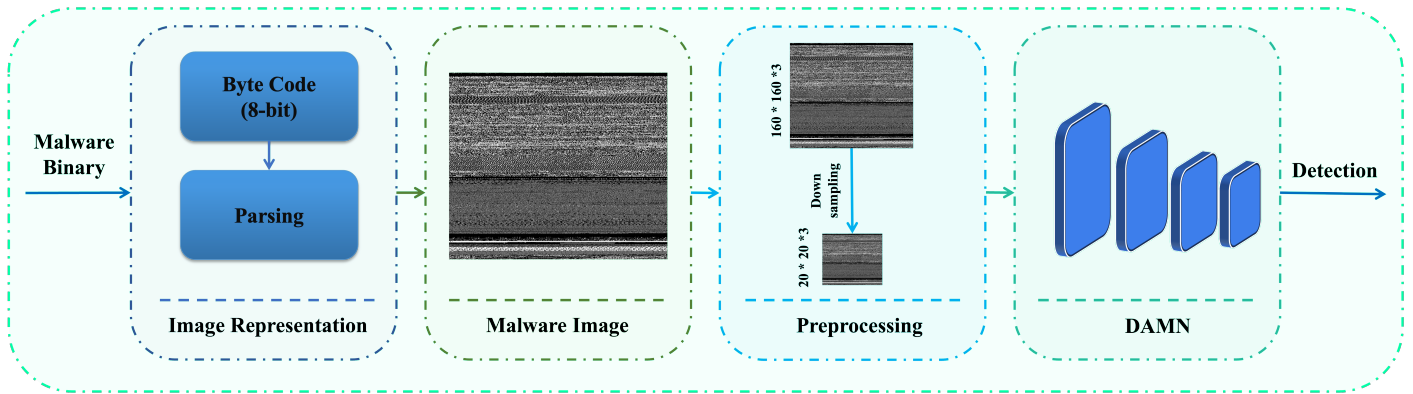 Malware
Binary
Byte Code
(8-bit)
Parsing
Image Representation
Malware Image
160 * 160 *3
Down
sampling
20 * 20 *3
Preprocessing
DAMN
Detection